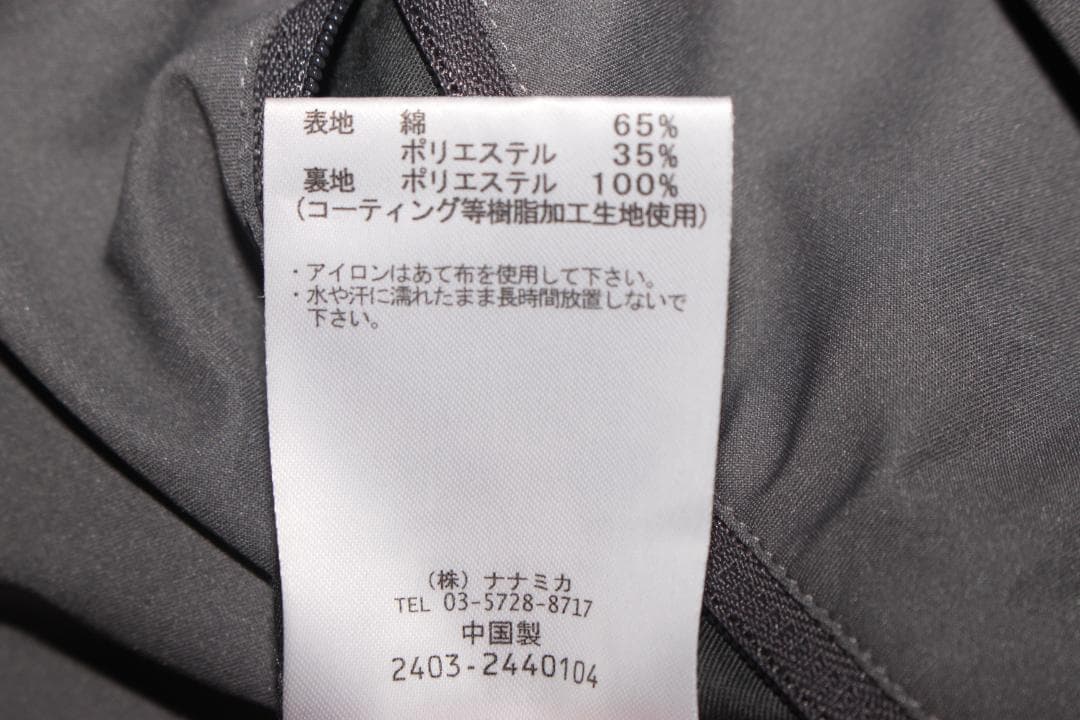 表地 綿 65%
ポリエステル 35%
裏地 ポリエステル 100%
(コーティング等樹脂加工生地使用)
・アイロンはあて布を使用して下さい。
・水や汗に濡れたまま長時間放置しないで
下さい。
(株) ナナミカ
TEL 03-5728-8717
中国製
2403-2440104